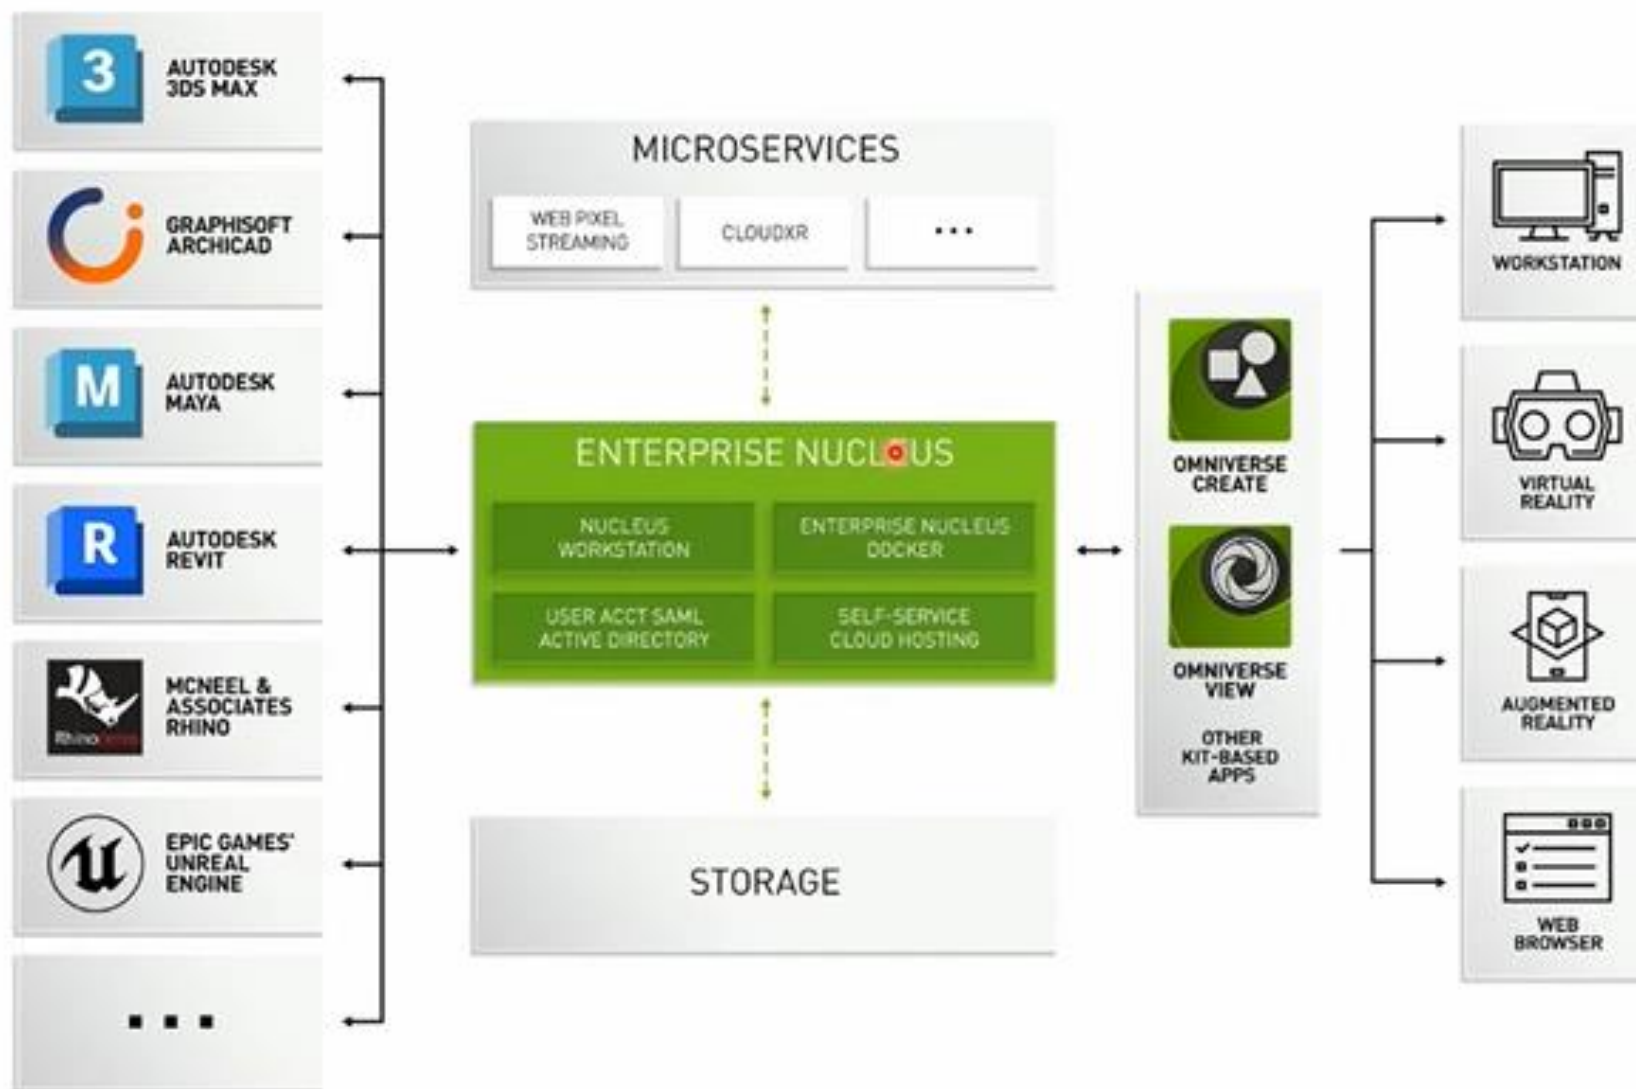 3
AUTODESK
3DS MAX
GRAPHISOFT
ARCHICAD
M
AUTODESK
MAYA
R
AUTODESK
REVIT
Rhino
MCNEEL &
ASSOCIATES
RHINO
EPIC GAMES'
UNREAL
ENGINE
...
MICROSERVICES
WEB PIXEL
STREAMING
CLOUDXR
...
ENTERPRISE NUCLEUS
NUCLEUS
WORKSTATION
ENTERPRISE NUCLEUS
DOCKER
USER ACCT SAML
ACTIVE DIRECTORY
SELF-SERVICE
CLOUD HOSTING
STORAGE
OMNIVERSE
CREATE
OMNIVERSE
VIEW
OTHER
KIT-BASED
APPS
WORKSTATION
VIRTUAL
REALITY
AUGMENTED
REALITY
WEB
BROWSER